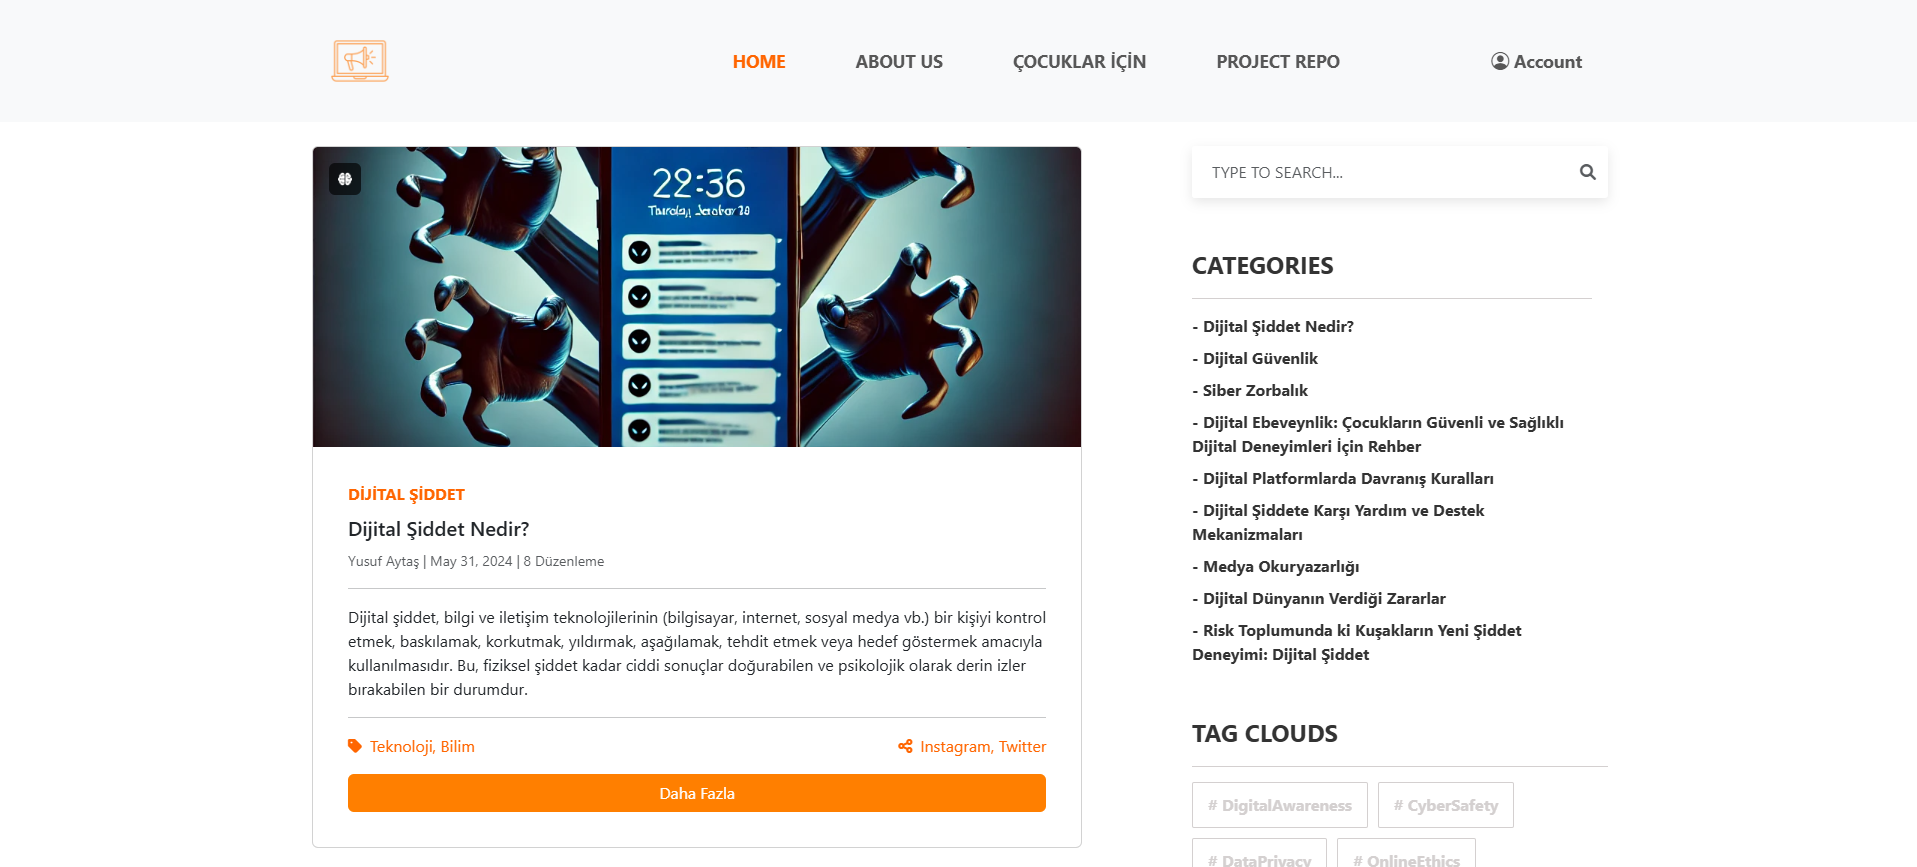 HOME
ABOUT US
ÇOCUKLAR İÇİN
PROJECT REPO
Account
22:36
DİJİTAL ŞİDDET
Dijital Şiddet Nedir?
Yusuf Aytaş | May 31, 2024 | 8 Düzenleme
Dijital şiddet, bilgi ve iletişim teknolojilerinin (bilgisayar, internet, sosyal medya vb.) bir kişiyi kontrol
etmek, baskılamak, korkutmak, yıldırmak, aşağılamak, tehdit etmek veya hedef göstermek amacıyla
kullanılmasıdır. Bu, fiziksel şiddet kadar ciddi sonuçlar doğurabilen ve psikolojik olarak derin izler
bırakabilen bir durumdur.
Teknoloji, Bilim
Instagram, Twitter
Daha Fazla
TYPE TO SEARCH...
CATEGORIES
- Dijital Şiddet Nedir?
- Dijital Güvenlik
- Siber Zorbalık
- Dijital Ebeveynlik: Çocukların Güvenli ve Sağlıklı
Dijital Deneyimleri İçin Rehber
- Dijital Platformlarda Davranış Kuralları
- Dijital Şiddete Karşı Yardım ve Destek
Mekanizmaları
- Medya Okuryazarlığı
- Dijital Dünyanın Verdiği Zararlar
- Risk Toplumunda ki Kuşakların Yeni Şiddet
Deneyimi: Dijital Şiddet
TAG CLOUDS
# DigitalAwareness
# CyberSafety
# DataPrivacy
# OnlineEthics